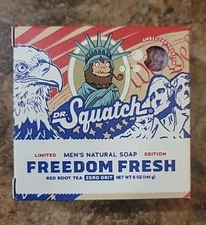 DR.
Squatch
LIMITED MEN'S NATURAL SOAP EDITION
FREEDOM FRESH
RED ROOT TEA ZERO GRIT NET WT 5 OZ (141 g)